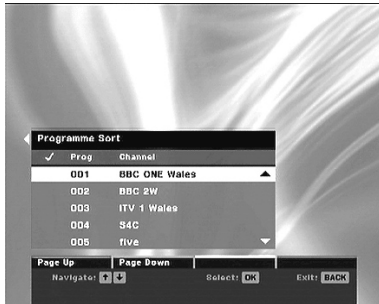 Programme Sort
✓ Prog Channel
001 BBC ONE Wales
002 BBC 2W
003 ITV 1 Wales
004 S4C
005 five
Page Up Page Down
Navigate: Select: OK Exit: BACK